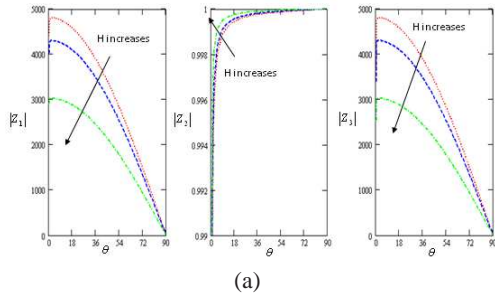 5000
4000
3000
2000
1000
0
|Z₁|
H increases
0 18 36 54 72 90
θ
1
0.998
0.996
0.994
0.992
0.99
|Z₂|
H increases
0 18 36 54 72 90
θ
5000
4000
3000
2000
1000
0
|Z₃|
H increases
0 18 36 54 72 90
θ
(a)